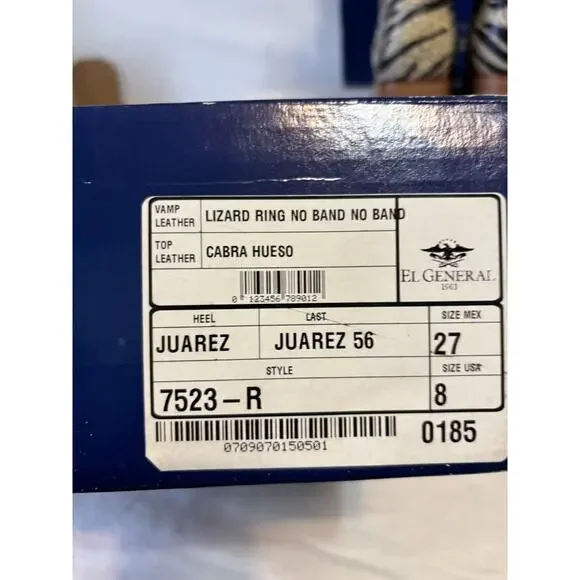 VAMP LEATHER
LIZARD RING NO BAND NO BAND
TOP LEATHER
CABRA HUESO
0 123456 789012
EL GENERAL
1963
HEEL
JUAREZ
LAST
JUAREZ 56
SIZE MEX
27
STYLE
7523-R
SIZE USA
8
0709070150501
0185